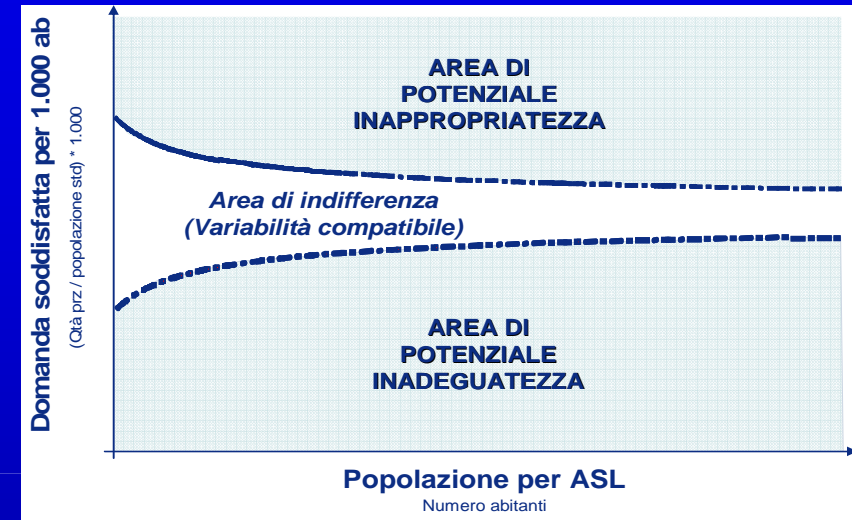 Domanda soddisfatta per 1.000 ab
(Qtà prz / popolazione std) * 1.000
AREA DI
POTENZIALE
INAPPROPRIATEZZA
Area di indifferenza
(Variabilità compatibile)
AREA DI
POTENZIALE
INADEGUATEZZA
Popolazione per ASL
Numero abitanti